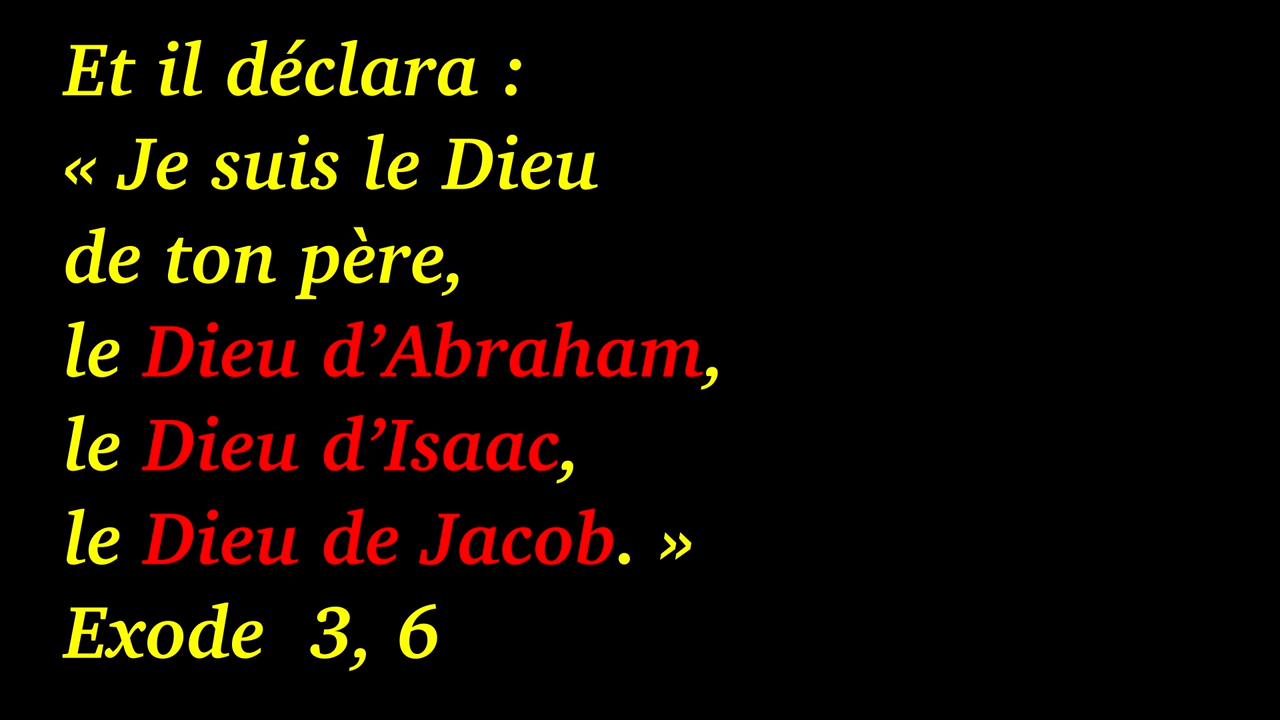 Et il déclara :
« Je suis le Dieu
de ton père,
le Dieu d’Abraham,
le Dieu d’Isaac,
le Dieu de Jacob. »
Exode  3, 6